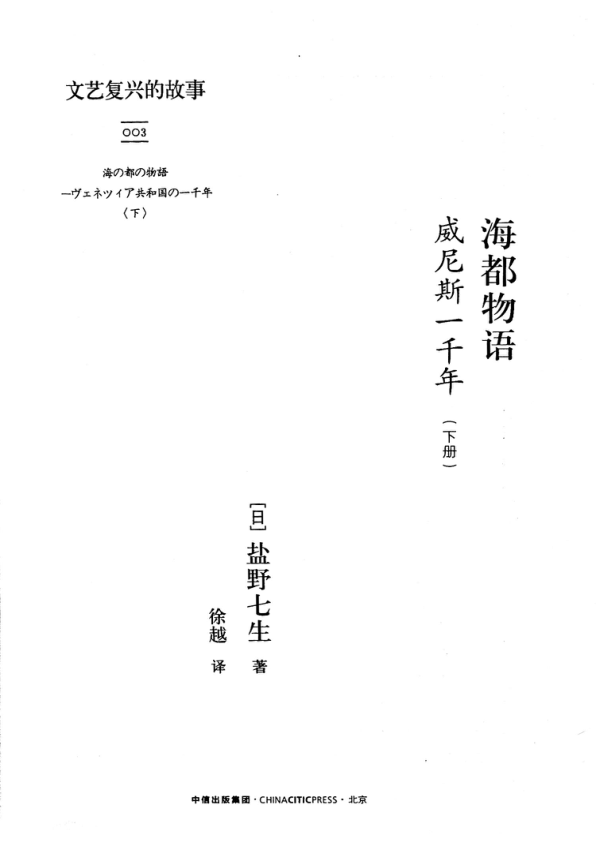 文艺复兴的故事
003
海の都の物語
—ヴェネツィア共和国の一千年
〈下〉
海都物语
威尼斯一千年（下册）
［日］盐野七生 著
徐越 译
中信出版集团·CHINACITICPRESS·北京